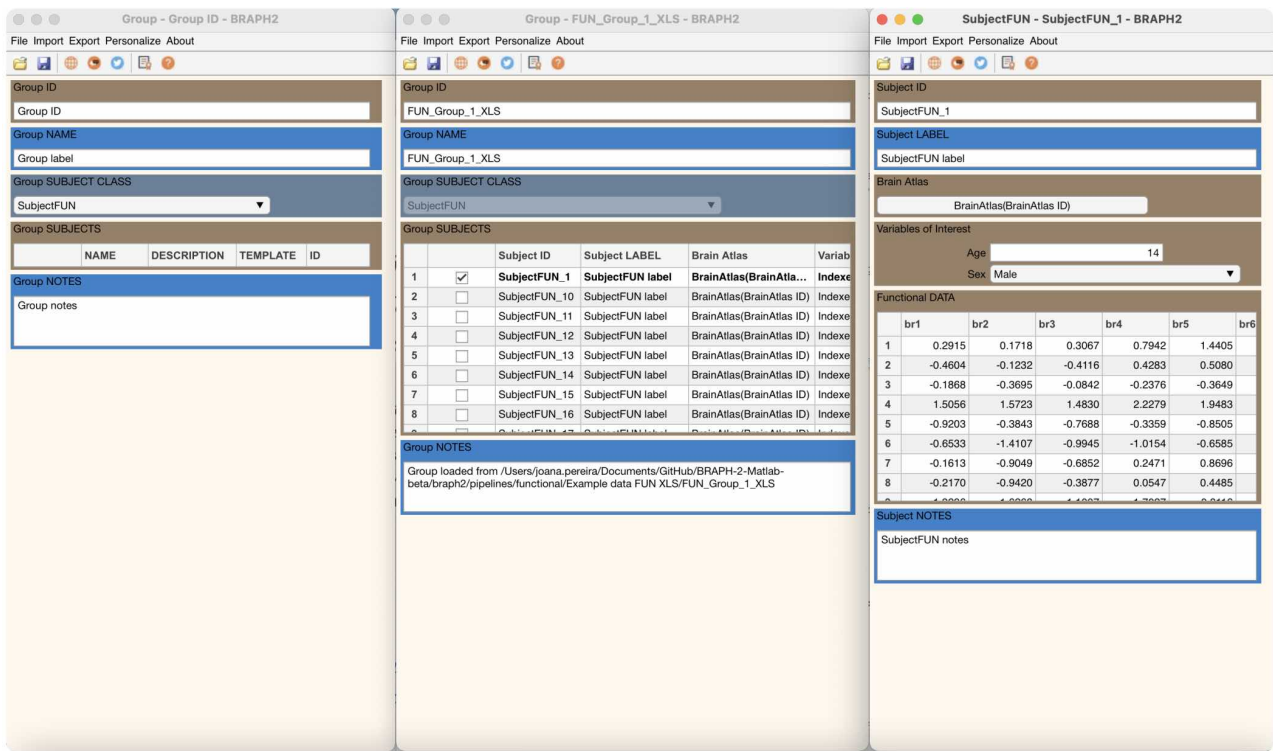 Group - Group ID - BRAPH2
File Import Export Personalize About
Group ID
Group ID
Group NAME
Group label
Group SUBJECT CLASS
SubjectFUN
Group SUBJECTS
NAME DESCRIPTION TEMPLATE ID
Group NOTES
Group notes
Group - FUN_Group_1_XLS - BRAPH2
File Import Export Personalize About
Group ID
FUN_Group_1_XLS
Group NAME
FUN_Group_1_XLS
Group SUBJECT CLASS
SubjectFUN
Group SUBJECTS
Subject ID Subject LABEL Brain Atlas Variab
1 SubjectFUN_1 SubjectFUN label BrainAtlas(BrainAtla... Indexe
2 SubjectFUN_10 SubjectFUN label BrainAtlas(BrainAtlas ID) Indexe
3 SubjectFUN_11 SubjectFUN label BrainAtlas(BrainAtlas ID) Indexe
4 SubjectFUN_12 SubjectFUN label BrainAtlas(BrainAtlas ID) Indexe
5 SubjectFUN_13 SubjectFUN label BrainAtlas(BrainAtlas ID) Indexe
6 SubjectFUN_14 SubjectFUN label BrainAtlas(BrainAtlas ID) Indexe
7 SubjectFUN_15 SubjectFUN label BrainAtlas(BrainAtlas ID) Indexe
8 SubjectFUN_16 SubjectFUN label BrainAtlas(BrainAtlas ID) Indexe
Group NOTES
Group loaded from /Users/joana.pereira/Documents/GitHub/BRAPH-2-Matlab-
beta/braph2/pipelines/functional/Example data FUN XLS/FUN_Group_1_XLS
SubjectFUN - SubjectFUN_1 - BRAPH2
File Import Export Personalize About
Subject ID
SubjectFUN_1
Subject LABEL
SubjectFUN label
Brain Atlas
BrainAtlas(BrainAtlas ID)
Variables of Interest
Age 14
Sex Male
Functional DATA
br1 br2 br3 br4 br5 br6
1 0.2915 0.1718 0.3067 0.7942 1.4405
2 -0.4604 -0.1232 -0.4116 0.4283 0.5080
3 -0.1868 -0.3695 -0.0842 -0.2376 -0.3649
4 1.5056 1.5723 1.4830 2.2279 1.9483
5 -0.9203 -0.3843 -0.7688 -0.3359 -0.8505
6 -0.6533 -1.4107 -0.9945 -1.0154 -0.6585
7 -0.1613 -0.9049 -0.6852 0.2471 0.8696
8 -0.2170 -0.9420 -0.3877 0.0547 0.4485
Subject NOTES
SubjectFUN notes